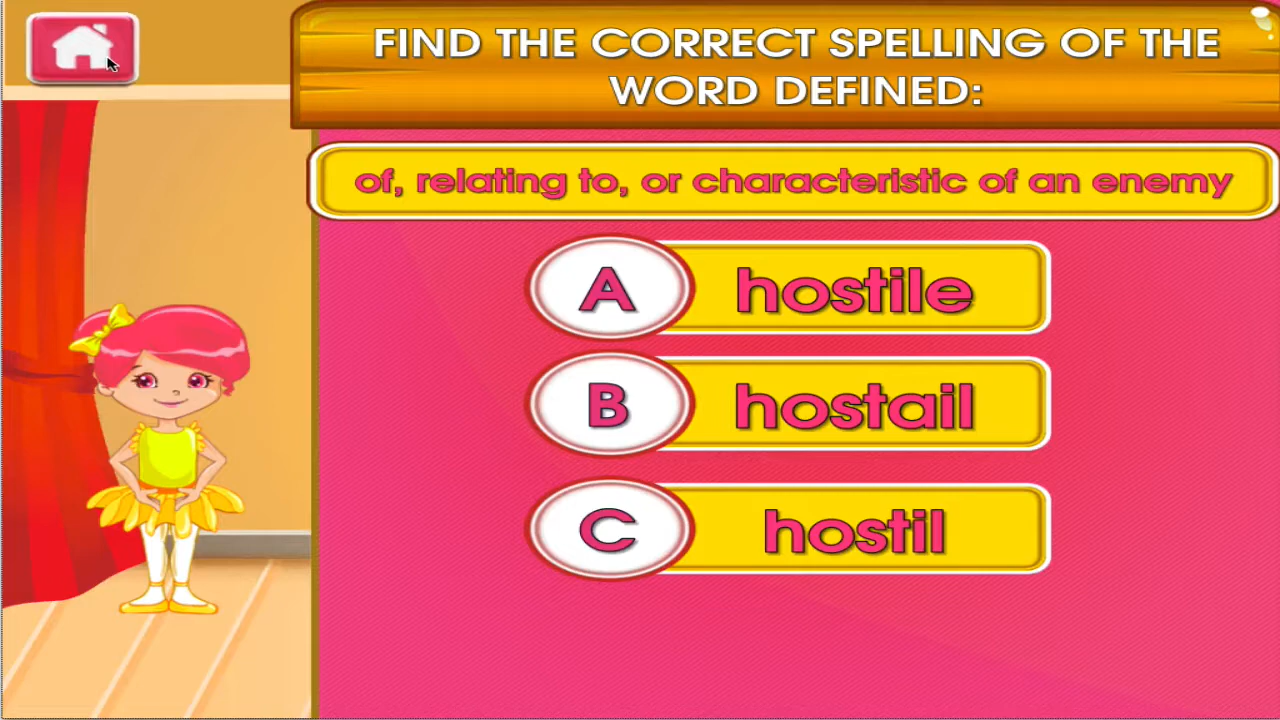 FIND THE CORRECT SPELLING OF THE
WORD DEFINED:
of, relating to, or characteristic of an enemy
A hostile
B hostail
C hostil